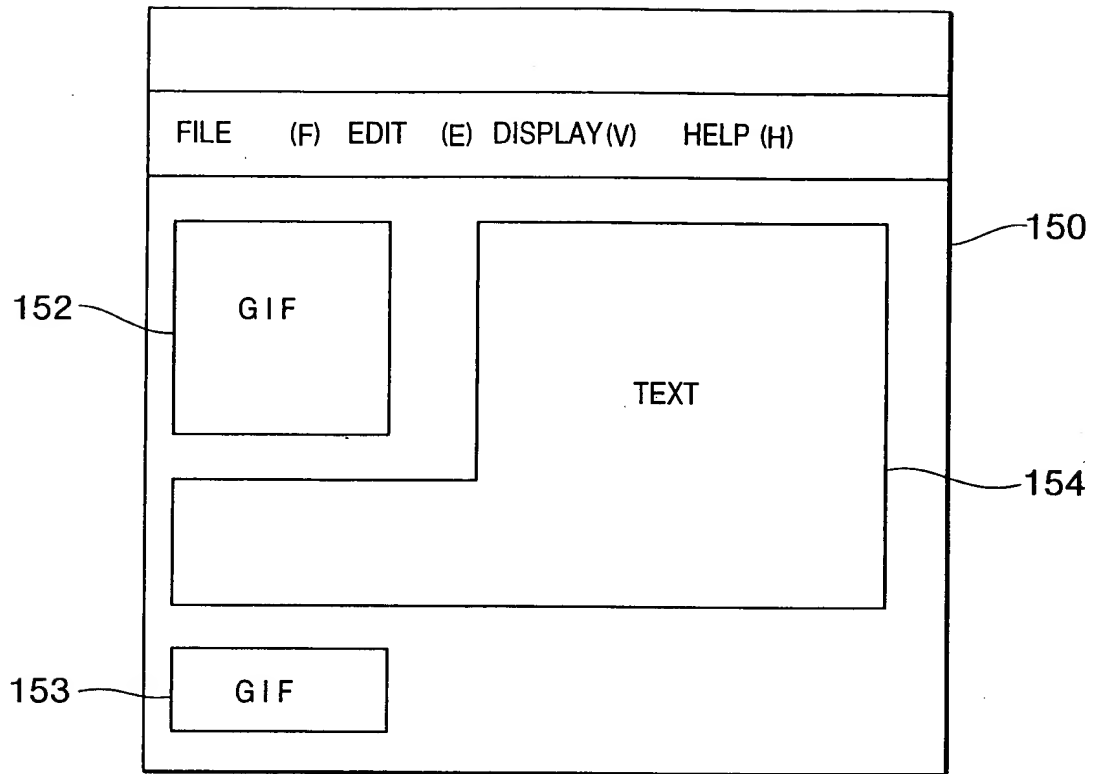 FILE (F) EDIT (E) DISPLAY (V) HELP (H)
150
152
GIF
TEXT
154
153
GIF